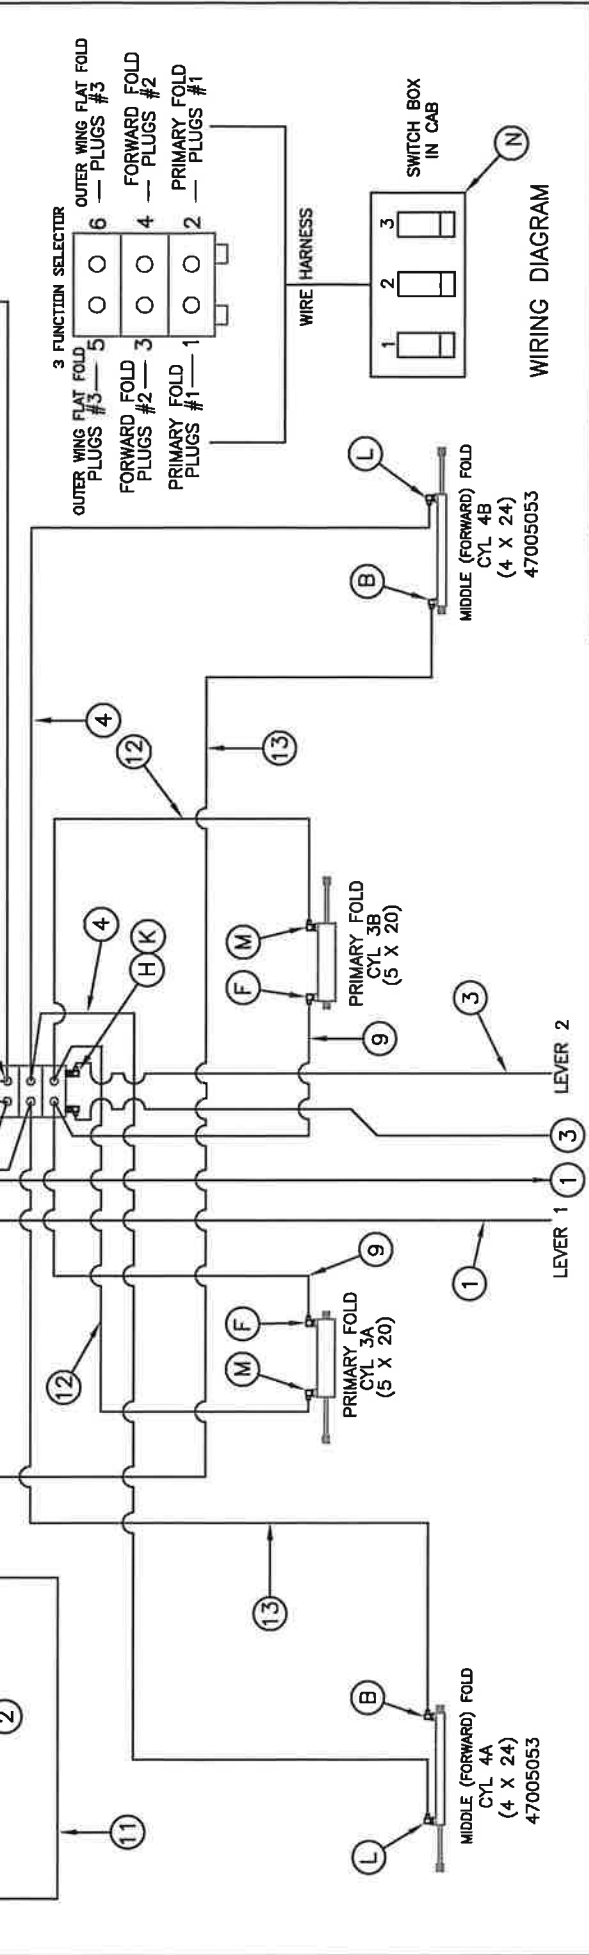 3 FUNCTION SELECTOR
OUTER WING FLAT FOLD
PLUGS #3
5
6
OUTER WING FLAT FOLD
PLUGS #3
FORWARD FOLD
PLUGS #2
3
4
FORWARD FOLD
PLUGS #2
PRIMARY FOLD
PLUGS #1
1
2
PRIMARY FOLD
PLUGS #1
WIRE HARNESS
SWITCH BOX
IN CAB
1
2
3
N
WIRING DIAGRAM
2
11
13
L
B
MIDDLE (FORWARD) FOLD
CYL 4A
(4 X 24)
47005053
12
M
F
9
PRIMARY FOLD
CYL 3A
(5 X 20)
1
LEVER 1
1
3
LEVER 2
3
4
H
K
9
F
M
PRIMARY FOLD
CYL 3B
(5 X 20)
12
4
13
B
L
MIDDLE (FORWARD) FOLD
CYL 4B
(4 X 24)
47005053